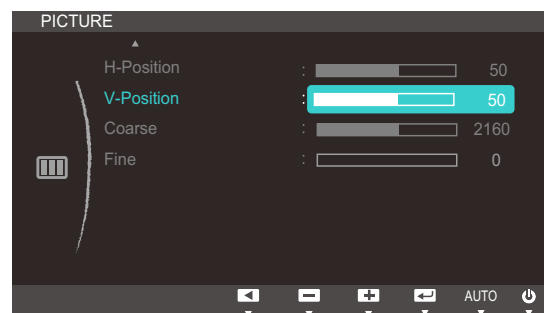 PICTURE
H-Position : 50
V-Position : 50
Coarse : 2160
Fine : 0
AUTO